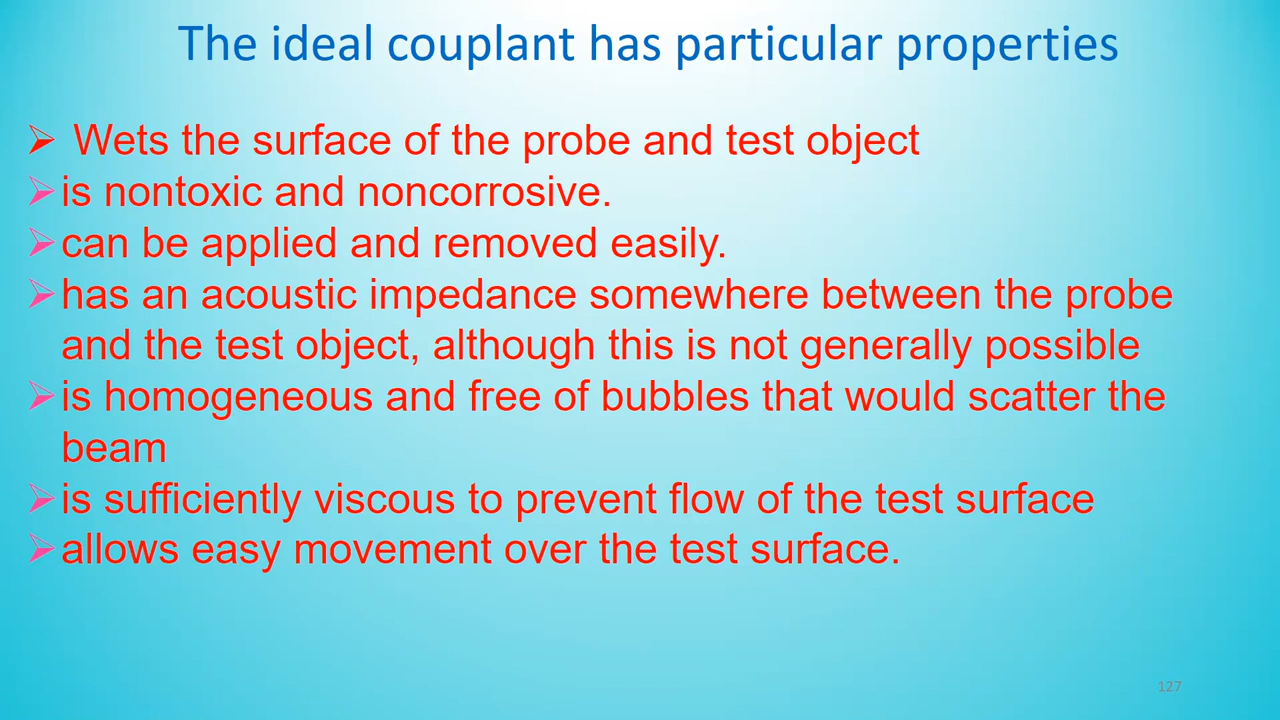 The ideal couplant has particular properties
➢ Wets the surface of the probe and test object
➢is nontoxic and noncorrosive.
➢can be applied and removed easily.
➢has an acoustic impedance somewhere between the probe
and the test object, although this is not generally possible
➢is homogeneous and free of bubbles that would scatter the
beam
➢is sufficiently viscous to prevent flow of the test surface
➢allows easy movement over the test surface.
127